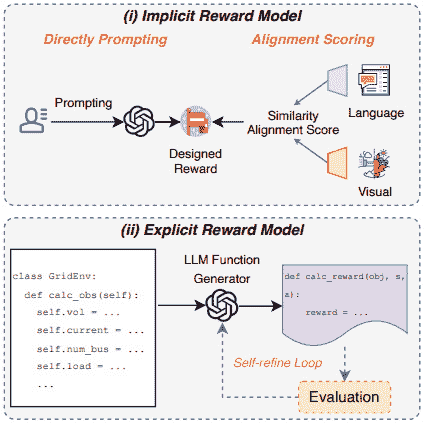 (i) Implicit Reward Model
Directly Prompting
Alignment Scoring
Prompting
Designed
Reward
Similarity
Alignment Score
Language
Visual
(ii) Explicit Reward Model
class GridEnv:
def calc_obs(self):
self.vol = ...
self.current = ...
self.num_bus = ...
self.load = ...
...
LLM Function
Generator
def calc_reward(obj, s,
a):
reward = ...
Self-refine Loop
Evaluation